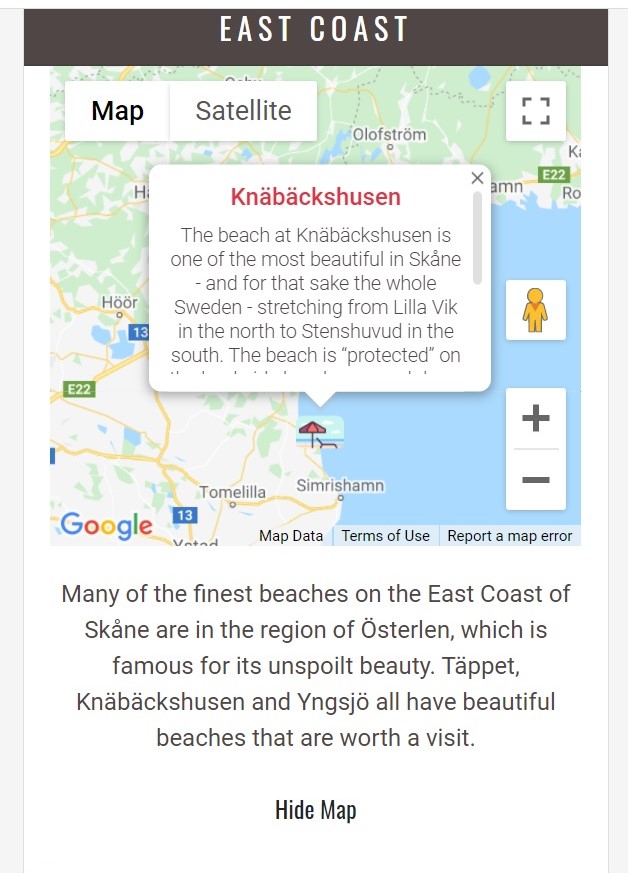 EAST COAST
Map
Satellite
Olofström
E22
Knäbäckshusen
The beach at Knäbäckshusen is
one of the most beautiful in Skåne
- and for that sake the whole
Sweden - stretching from Lilla Vik
in the north to Stenshuvud in the
south. The beach is “protected” on
Höör
13
E22
Tomelilla
Simrishamn
13
Google
Map Data
Terms of Use
Report a map error
Many of the finest beaches on the East Coast of
Skåne are in the region of Österlen, which is
famous for its unspoilt beauty. Täppet,
Knäbäckshusen and Yngsjö all have beautiful
beaches that are worth a visit.
Hide Map